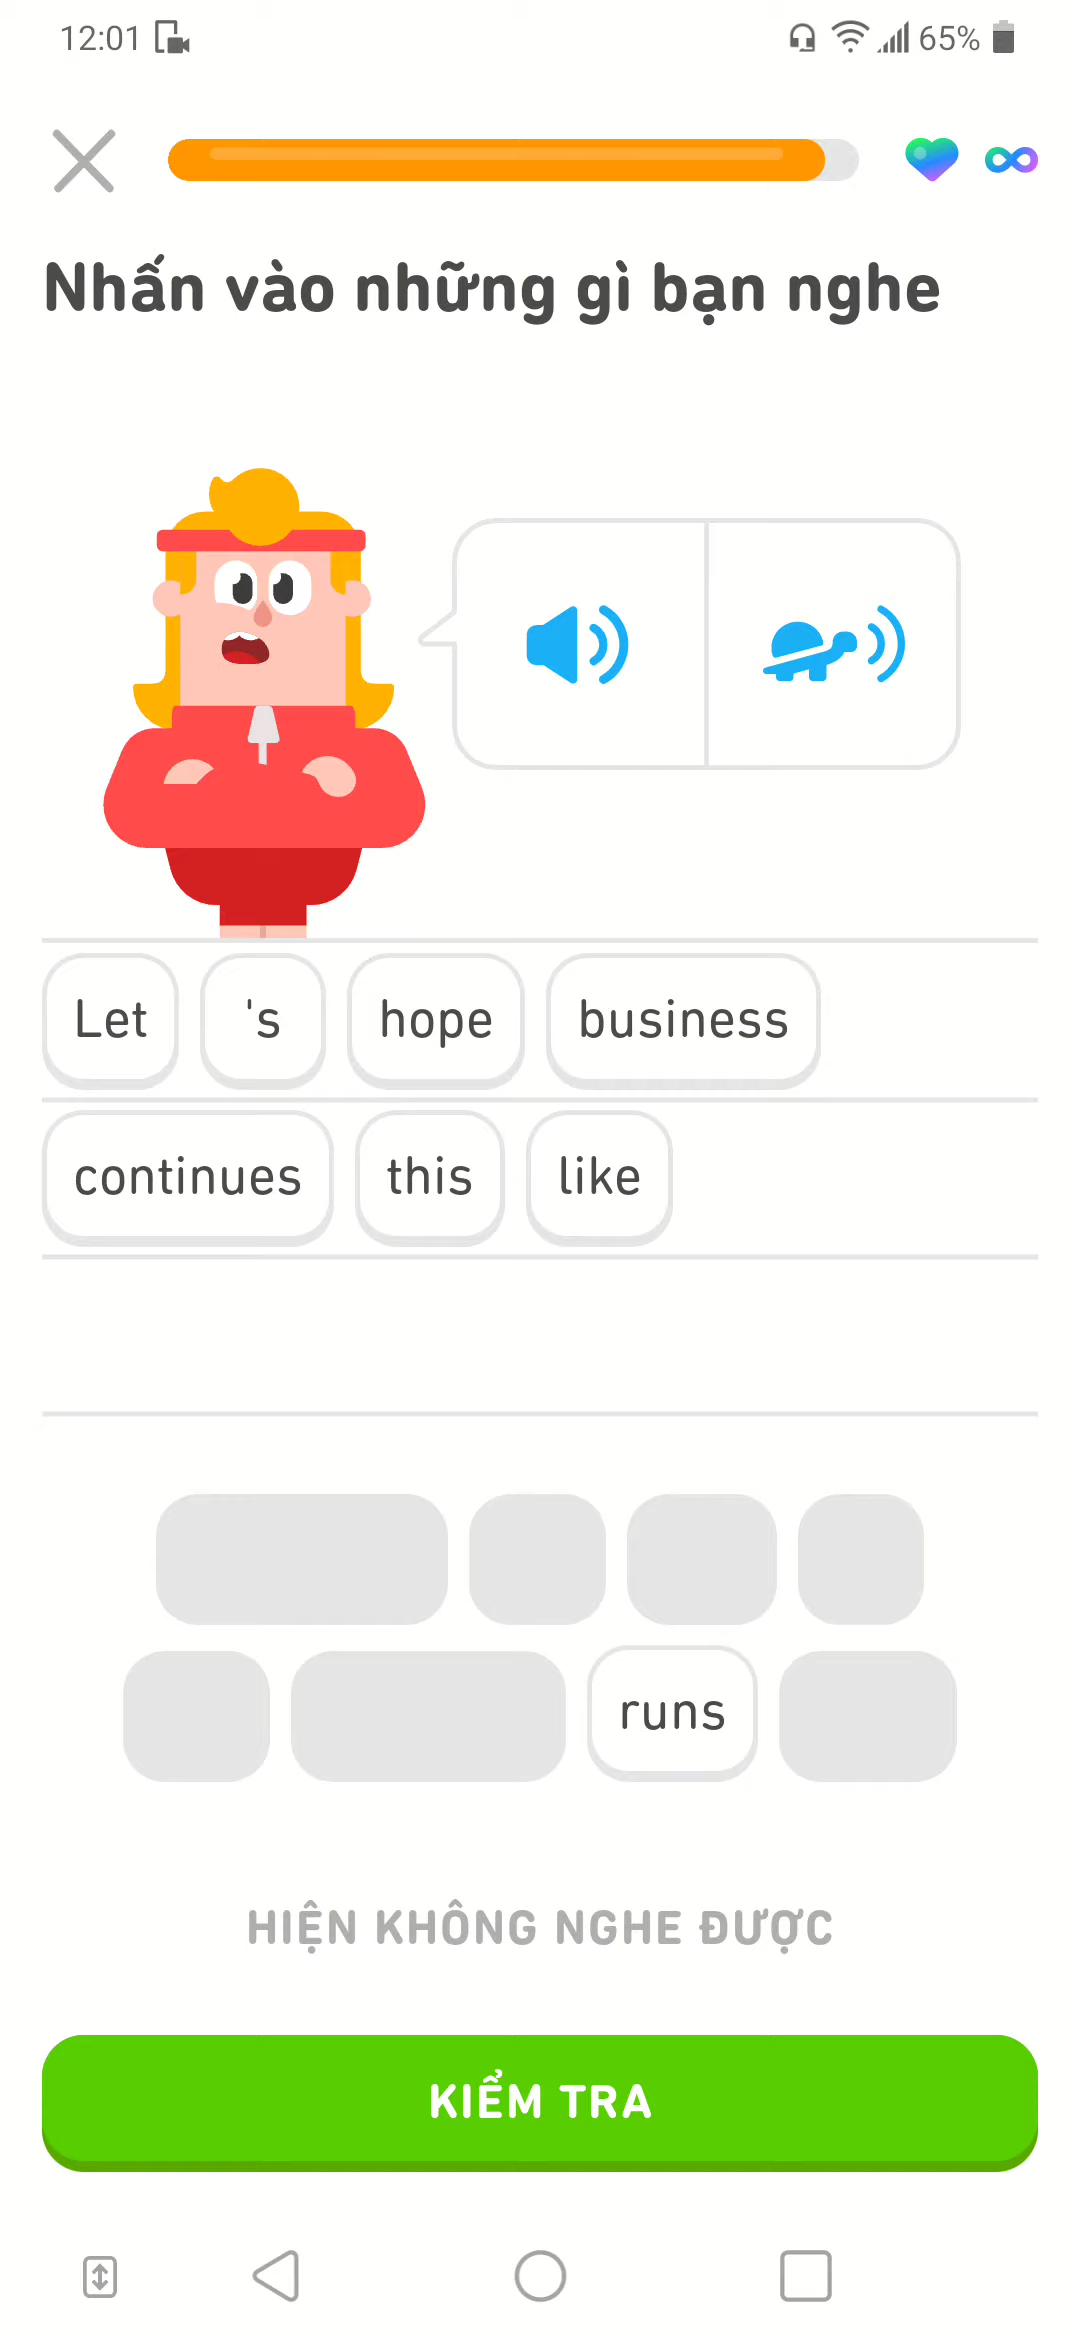 12:01 65%
Nhấn vào những gì bạn nghe
Let 's hope business
continues this like
runs
HIỆN KHÔNG NGHE ĐƯỢC
KIỂM TRA